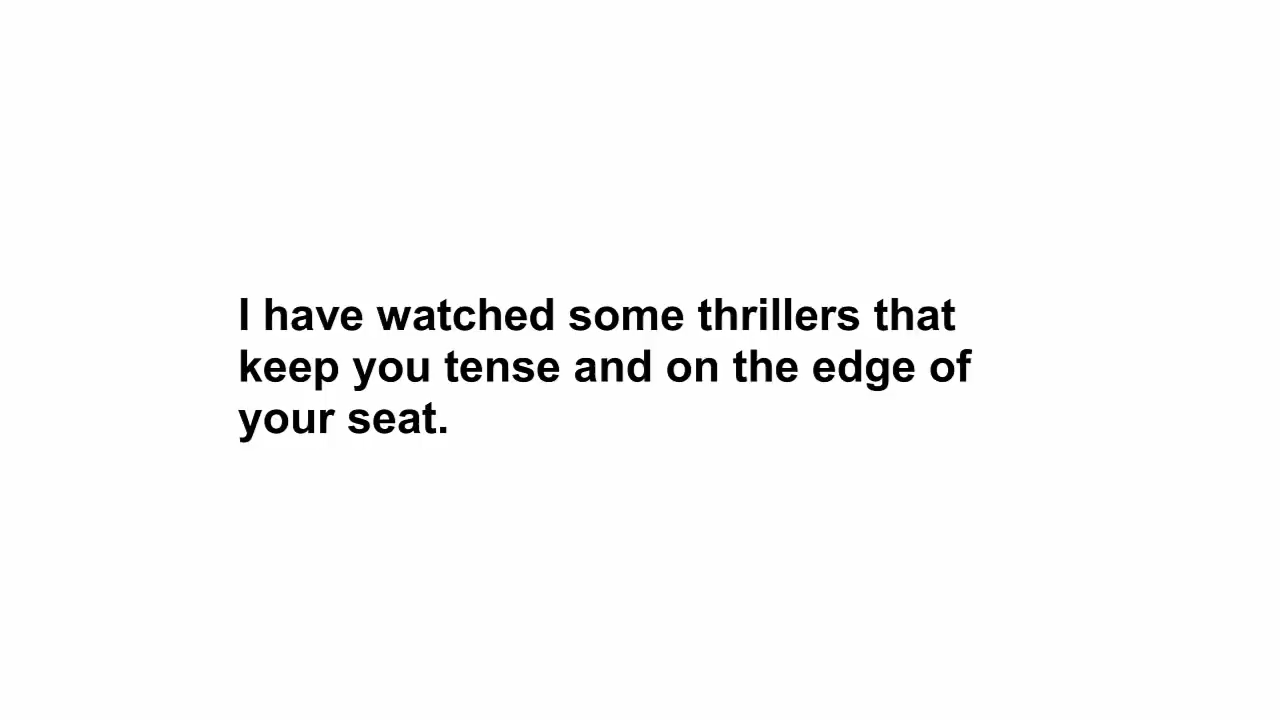 I have watched some thrillers that
keep you tense and on the edge of
your seat.